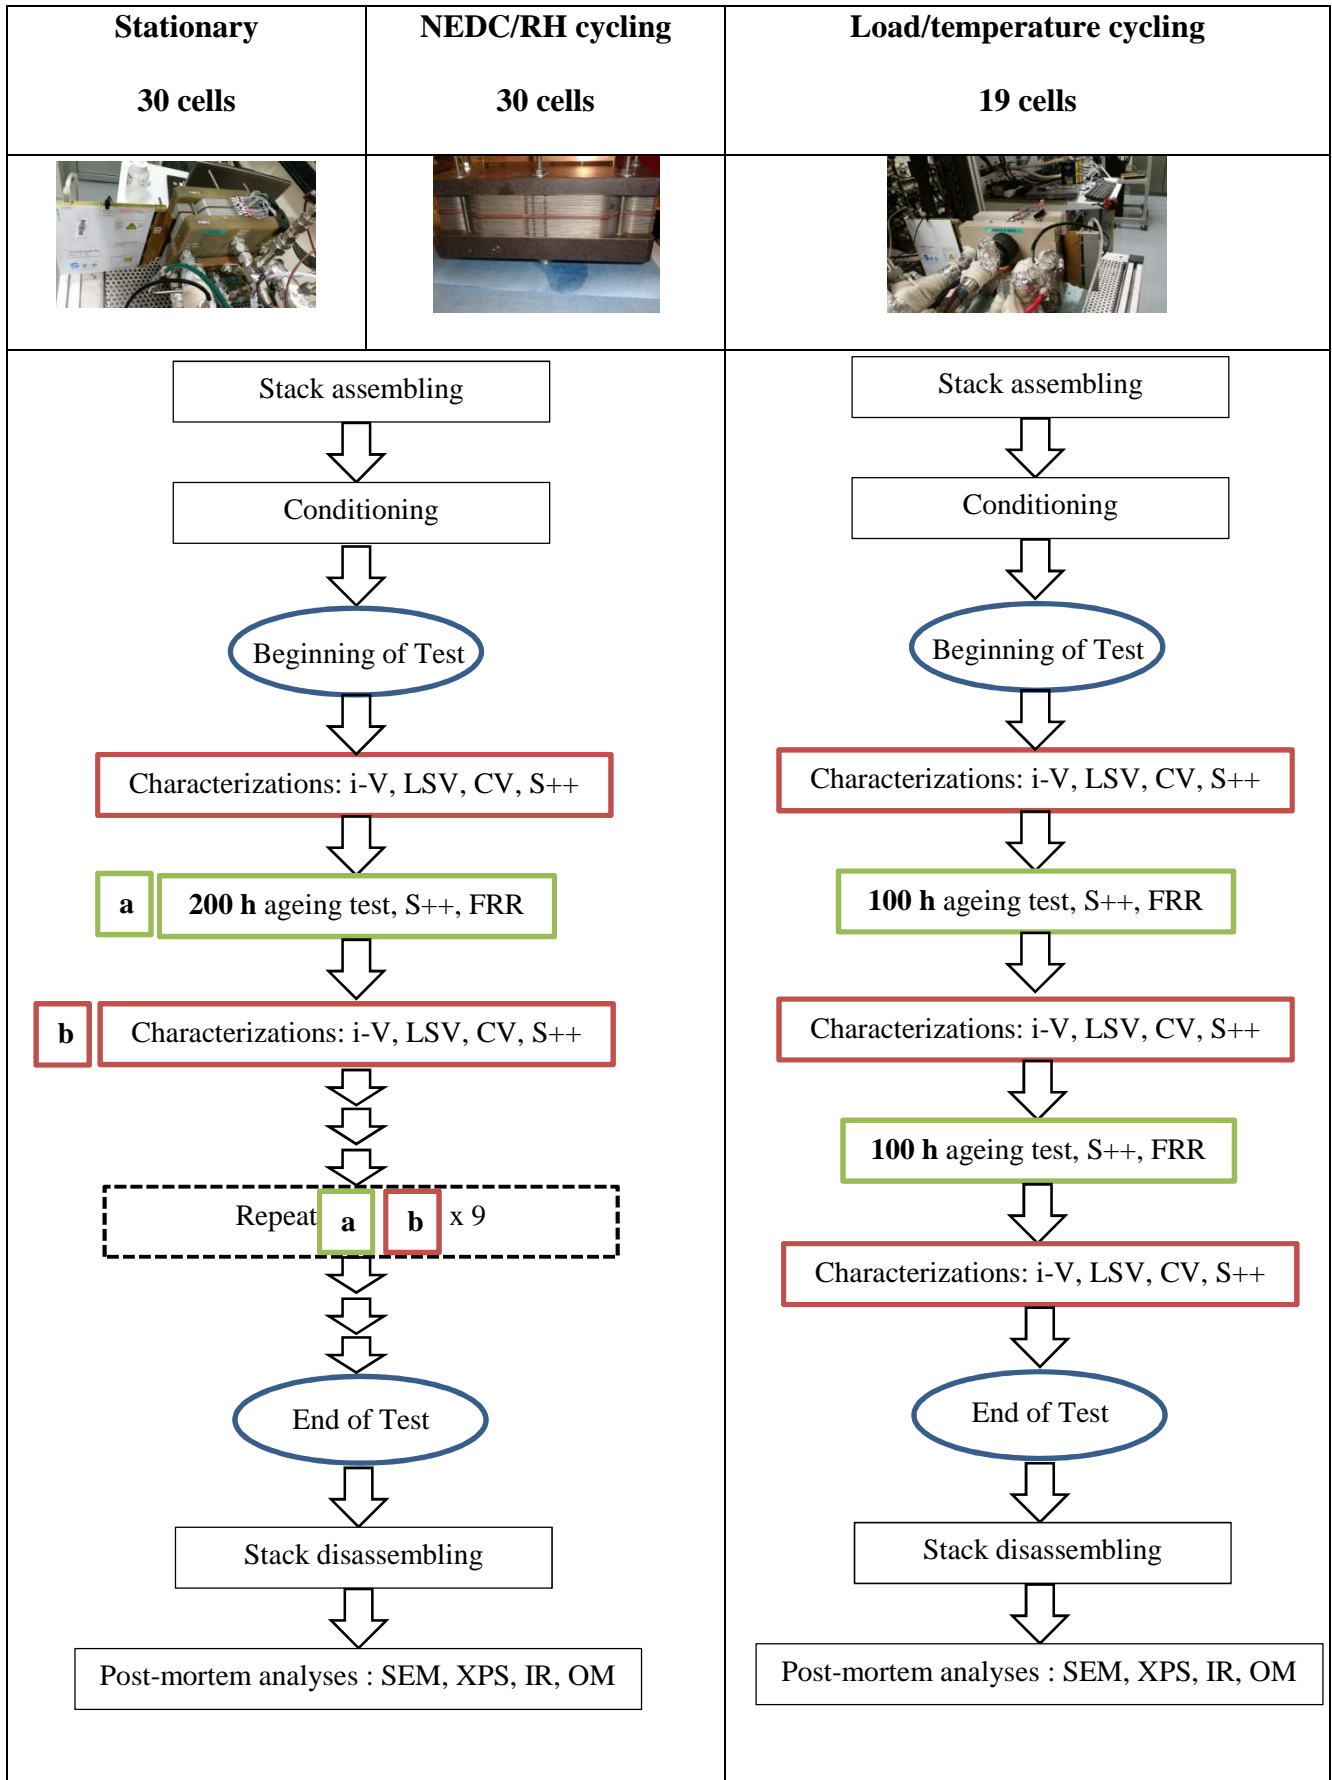 Stationary
30 cells
NEDC/RH cycling
30 cells
Load/temperature cycling
19 cells
S++
Stack assembling
Conditioning
Beginning of Test
Characterizations: i-V, LSV, CV, S++
a
200 h ageing test, S++, FRR
b
Characterizations: i-V, LSV, CV, S++
Repeat a b x 9
End of Test
Stack disassembling
Post-mortem analyses : SEM, XPS, IR, OM
Stack assembling
Conditioning
Beginning of Test
Characterizations: i-V, LSV, CV, S++
100 h ageing test, S++, FRR
Characterizations: i-V, LSV, CV, S++
100 h ageing test, S++, FRR
Characterizations: i-V, LSV, CV, S++
End of Test
Stack disassembling
Post-mortem analyses : SEM, XPS, IR, OM